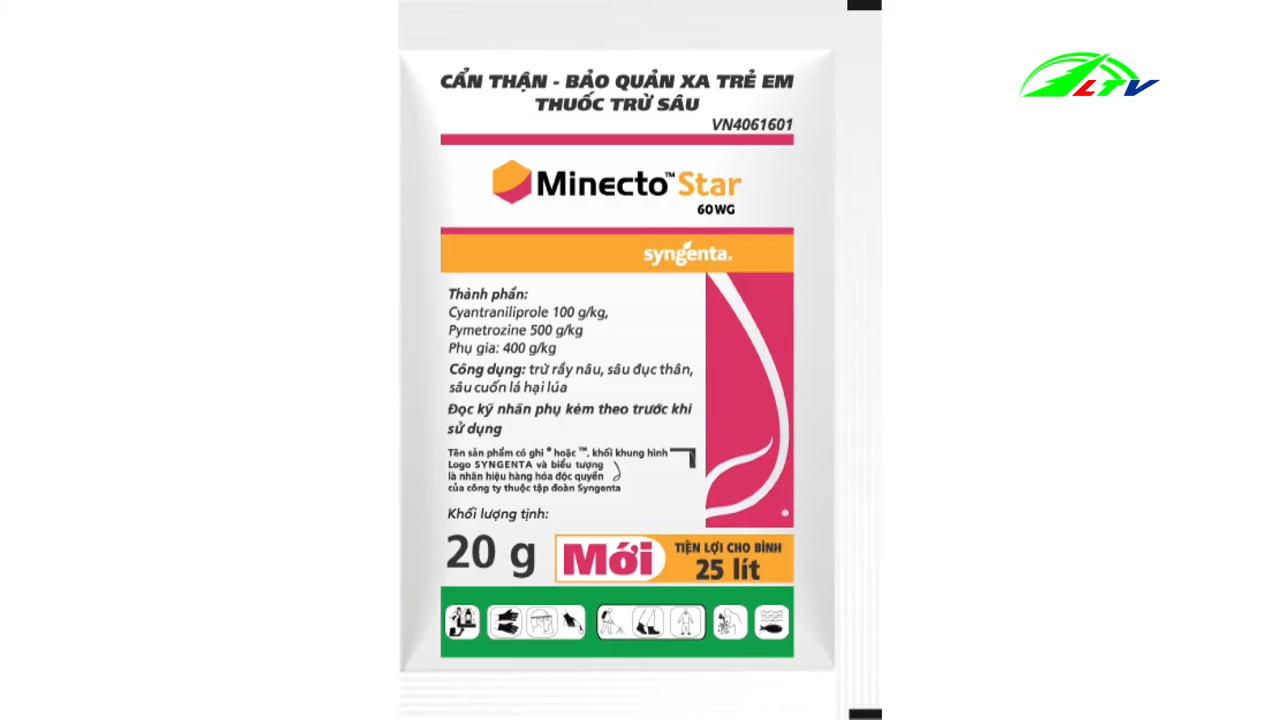 CẨN THẬN - BẢO QUẢN XA TRẺ EM
THUỐC TRỪ SÂU
VN4061601
LTV
Minecto™ Star
60WG
syngenta.
Thành phần:
Cyantraniliprole 100 g/kg,
Pymetrozine 500 g/kg
Phụ gia: 400 g/kg
Công dụng: trừ rầy nâu, sâu đục thân,
sâu cuốn lá hại lúa
Đọc kỹ nhãn phụ kèm theo trước khi
sử dụng
Tên sản phẩm có ghi ® hoặc ™, khối khung hình
Logo SYNGENTA và biểu tượng
là nhãn hiệu hàng hóa độc quyền
của công ty thuộc tập đoàn Syngenta
Khối lượng tịnh:
20 g
Mới
TIỆN LỢI CHO BÌNH
25 lít